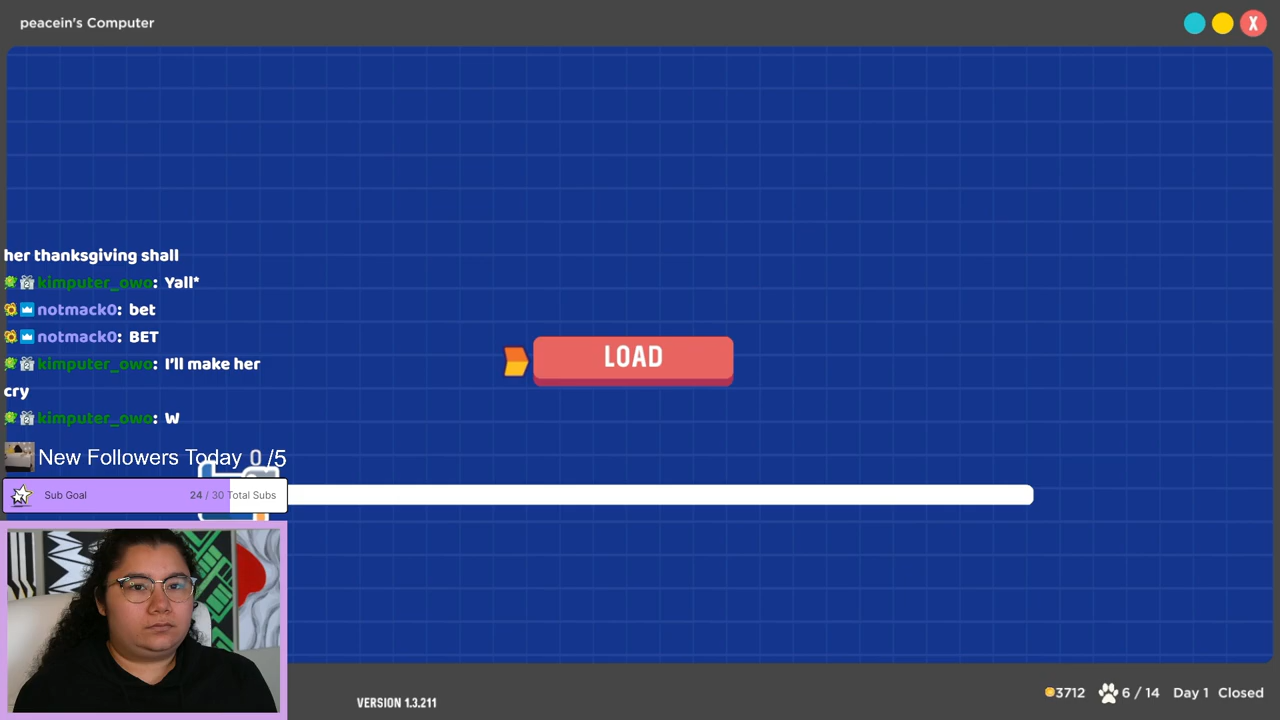 peacein's Computer
X
her thanksgiving shall
kimputer_owo: Yall*
notmack0: bet
notmack0: BET
kimputer_owo: I'll make her
cry
kimputer_owo: W
LOAD
New Followers Today 0 /5
Sub Goal 24 / 30 Total Subs
VERSION 1.3.211
3712 6 / 14 Day 1 Closed